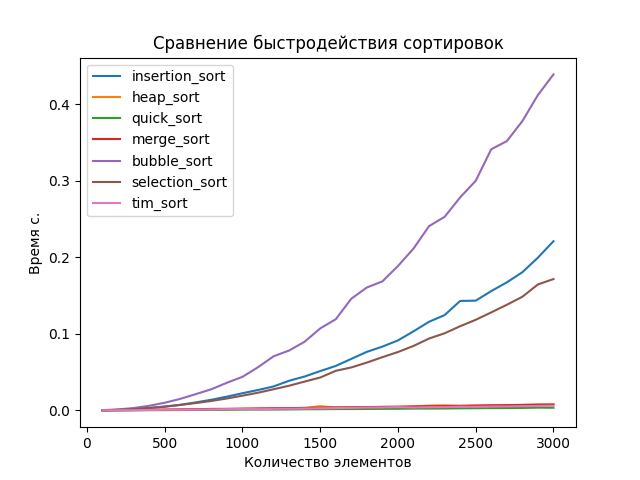 Сравнение быстродействия сортировок
insertion_sort
heap_sort
quick_sort
merge_sort
bubble_sort
selection_sort
tim_sort
Время с.
0.4
0.3
0.2
0.1
0.0
0 500 1000 1500 2000 2500 3000
Количество элементов